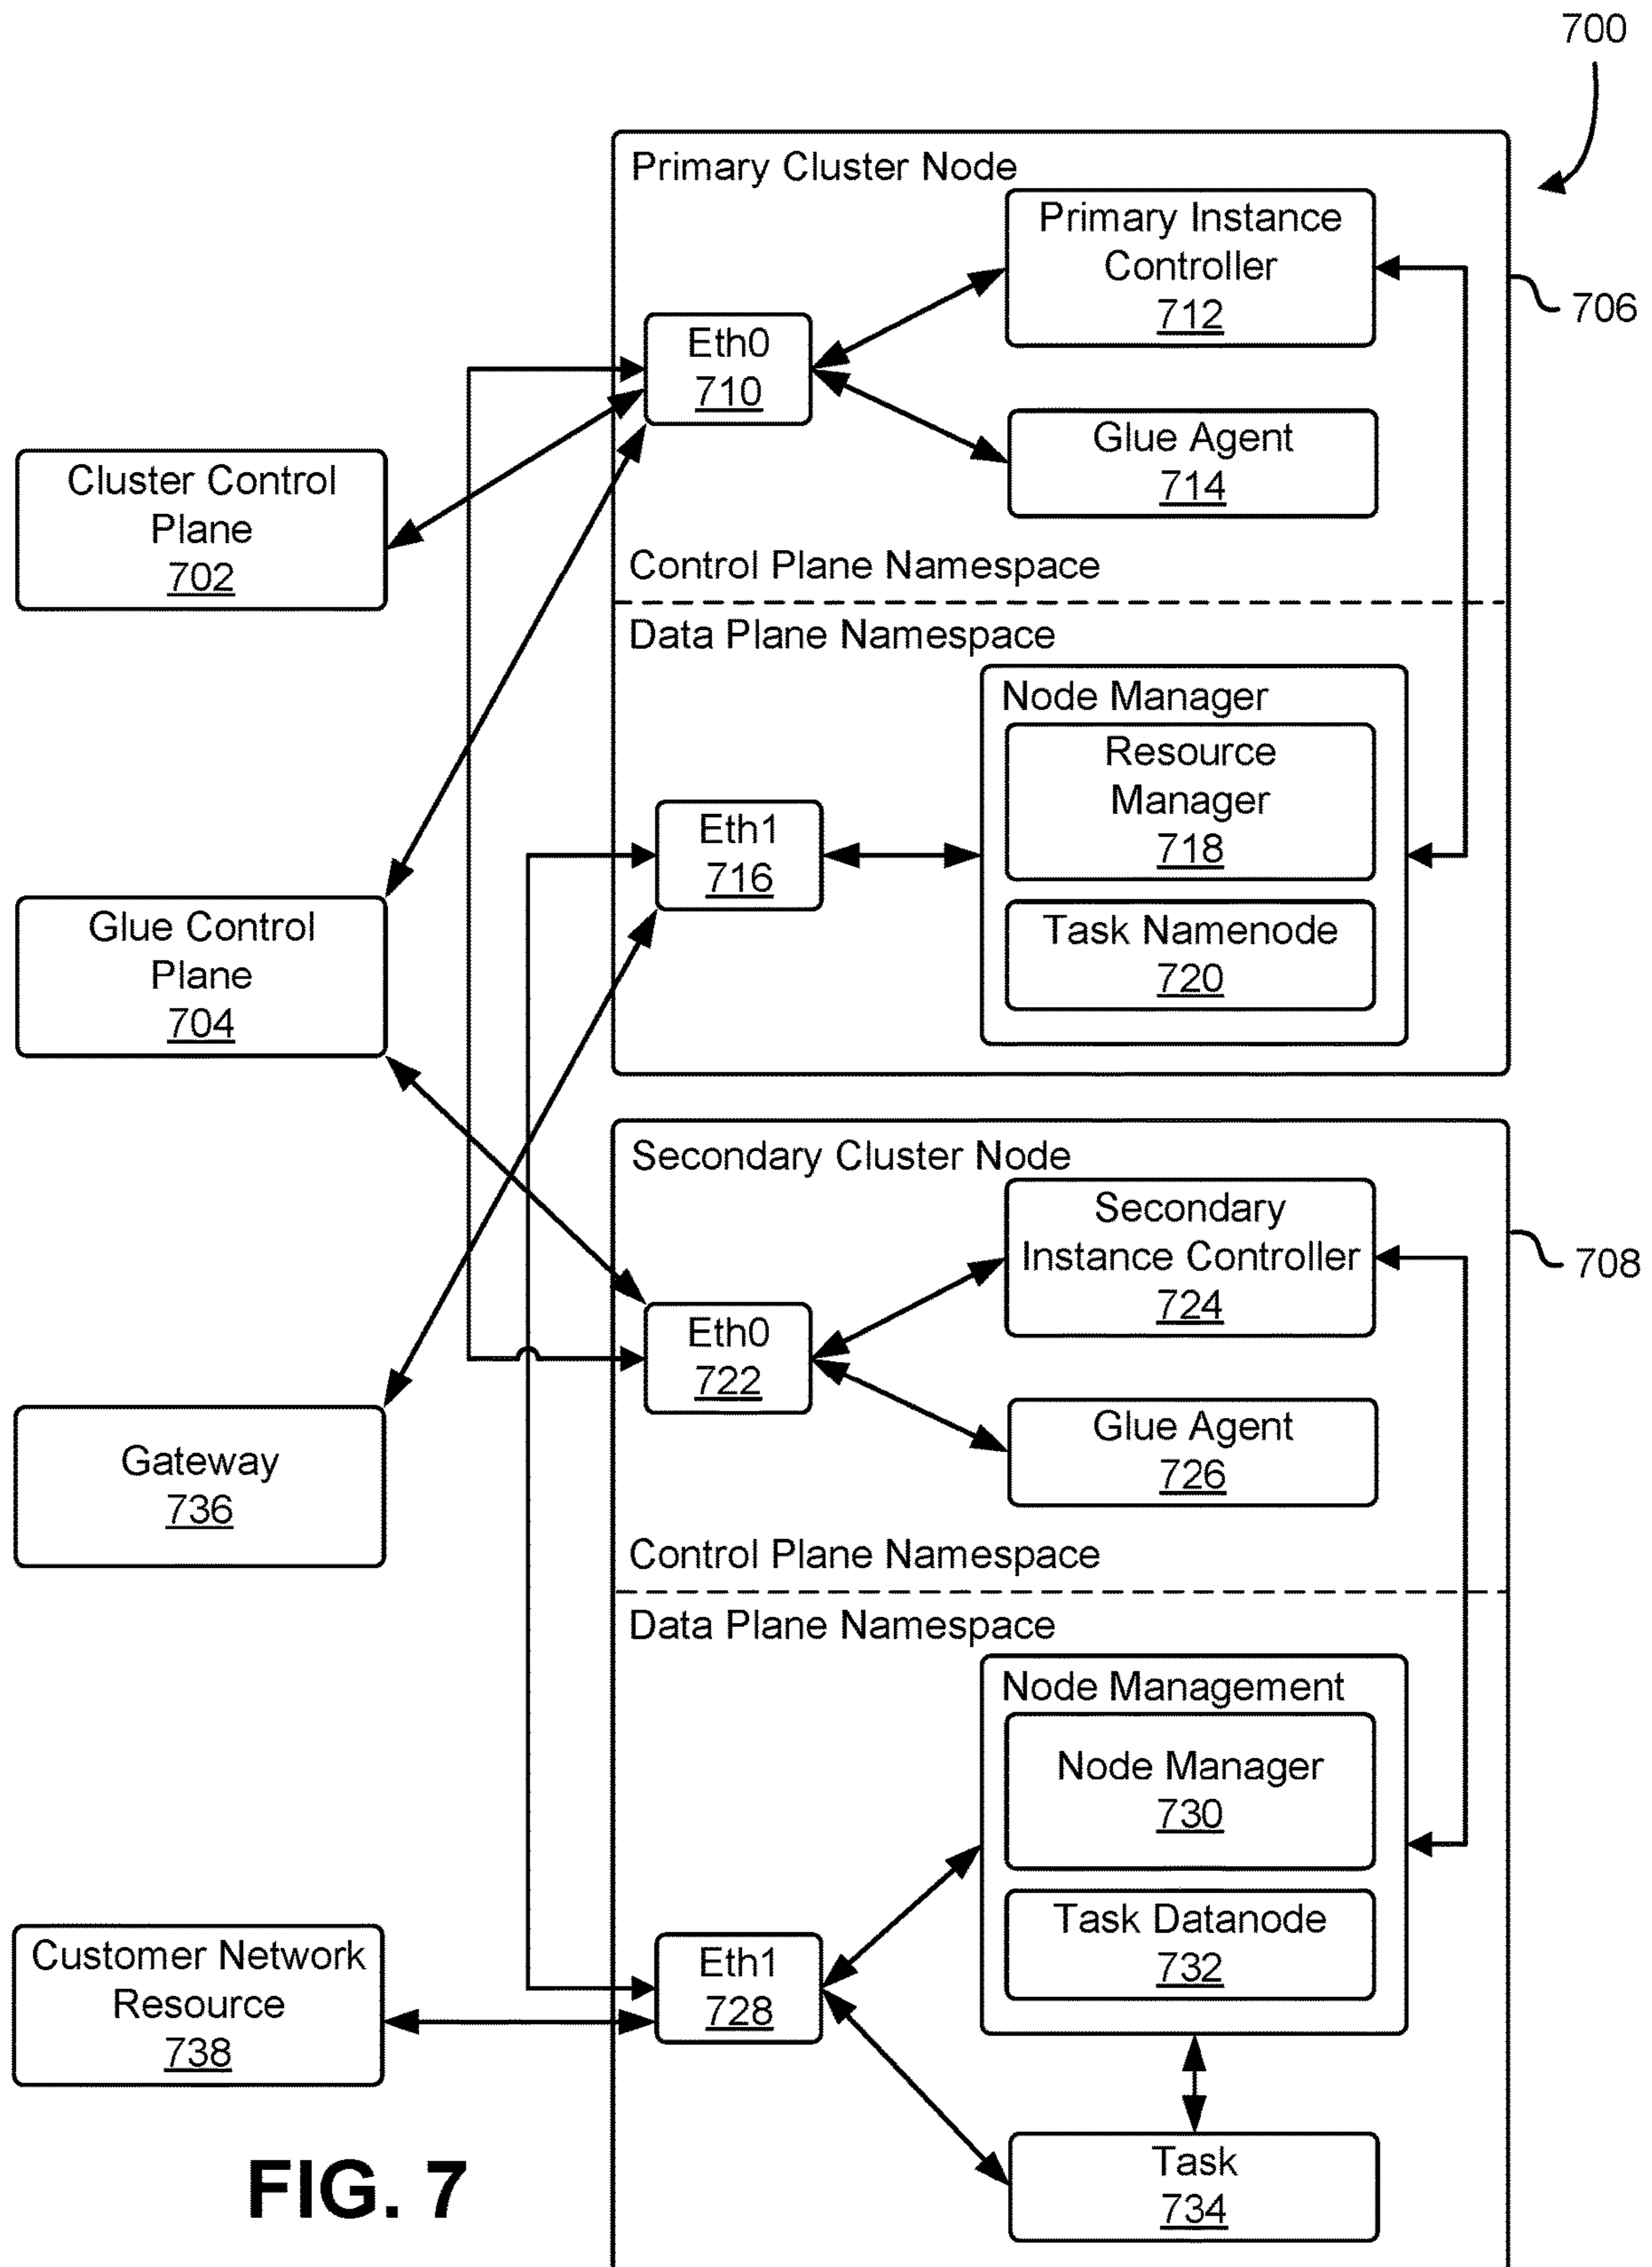 700
Primary Cluster Node
Primary Instance
Controller
712
706
Eth0
710
Glue Agent
714
Cluster Control
Plane
702
Control Plane Namespace
Data Plane Namespace
Node Manager
Resource
Manager
718
Eth1
716
Task Namenode
720
Glue Control
Plane
704
Secondary Cluster Node
Secondary
Instance Controller
724
708
Eth0
722
Glue Agent
726
Gateway
736
Control Plane Namespace
Data Plane Namespace
Node Management
Node Manager
730
Task Datanode
732
Eth1
728
Customer Network
Resource
738
Task
734
FIG. 7